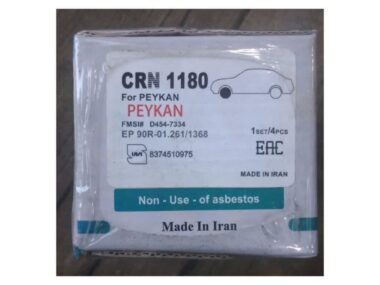 CRN 1180
For PEYKAN
PEYKAN
FMSI# D454-7334
EP 90R-01.261/1368
1SET/4PCS
8374510975
EAC
MADE IN IRAN
Non - Use - of asbestos
Made In Iran